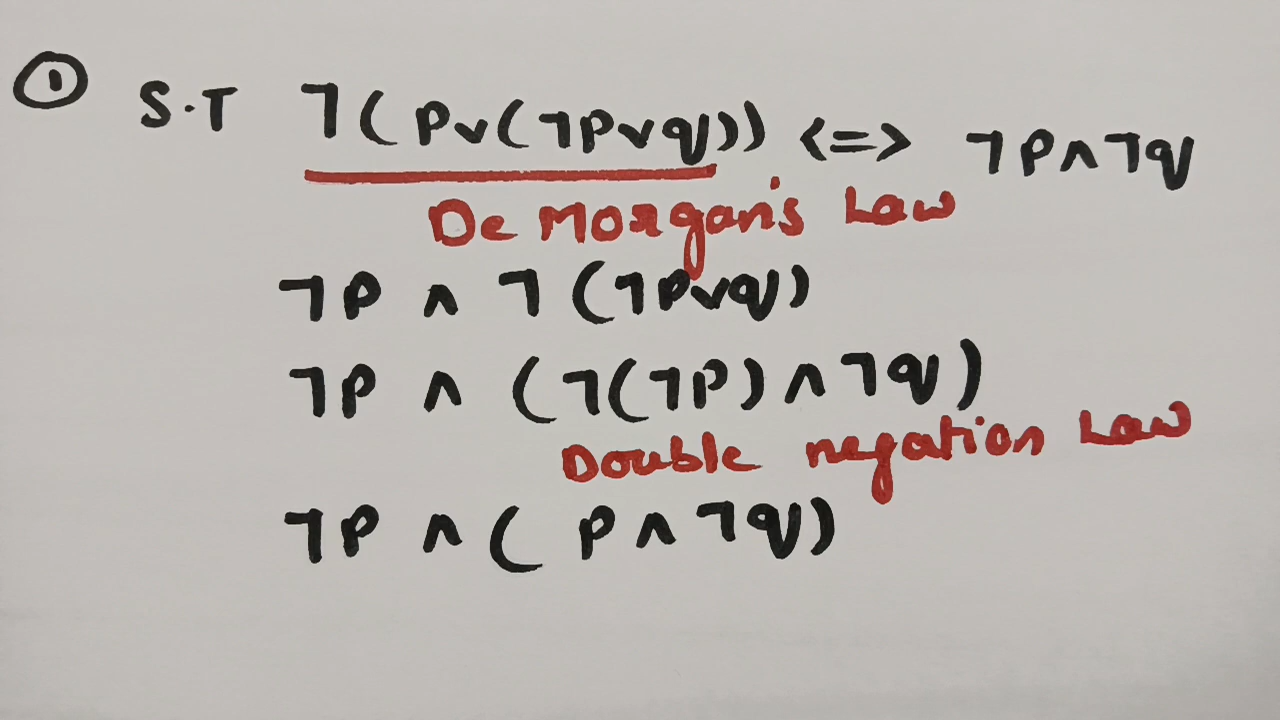 ① S.T ¬(p∨(¬p∨q)) <=> ¬p∧¬q
De Morgan's Law
¬p ∧ ¬(¬p∨q)
¬p ∧ (¬(¬p)∧¬q)
Double negation Law
¬p ∧ ( p∧¬q)